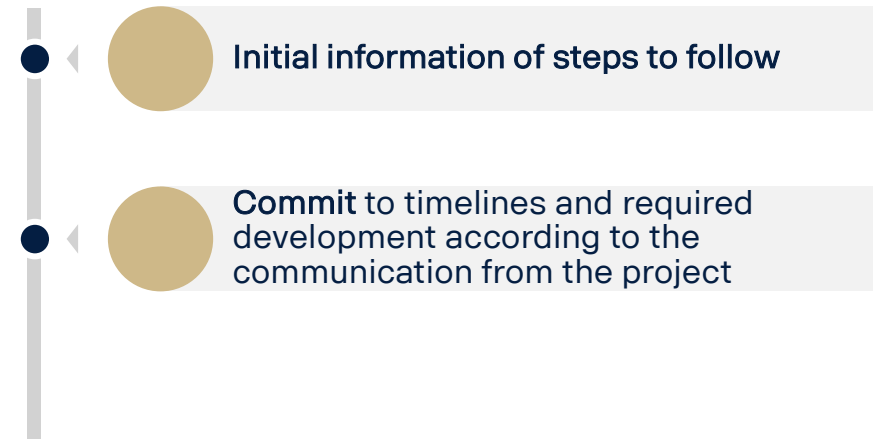 Initial information of steps to follow
Commit to timelines and required
development according to the
communication from the project